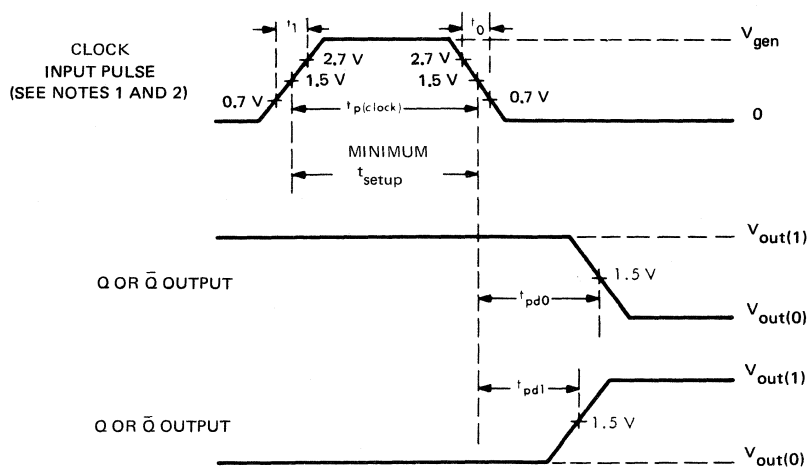 t1
t0
Vgen
CLOCK
INPUT PULSE
(SEE NOTES 1 AND 2)
2.7 V
2.7 V
1.5 V
1.5 V
0.7 V
tp(clock)
0.7 V
0
MINIMUM
tsetup
Vout(1)
Q OR Q̄ OUTPUT
1.5 V
tpd0
Vout(0)
Vout(1)
tpd1
Q OR Q̄ OUTPUT
1.5 V
Vout(0)